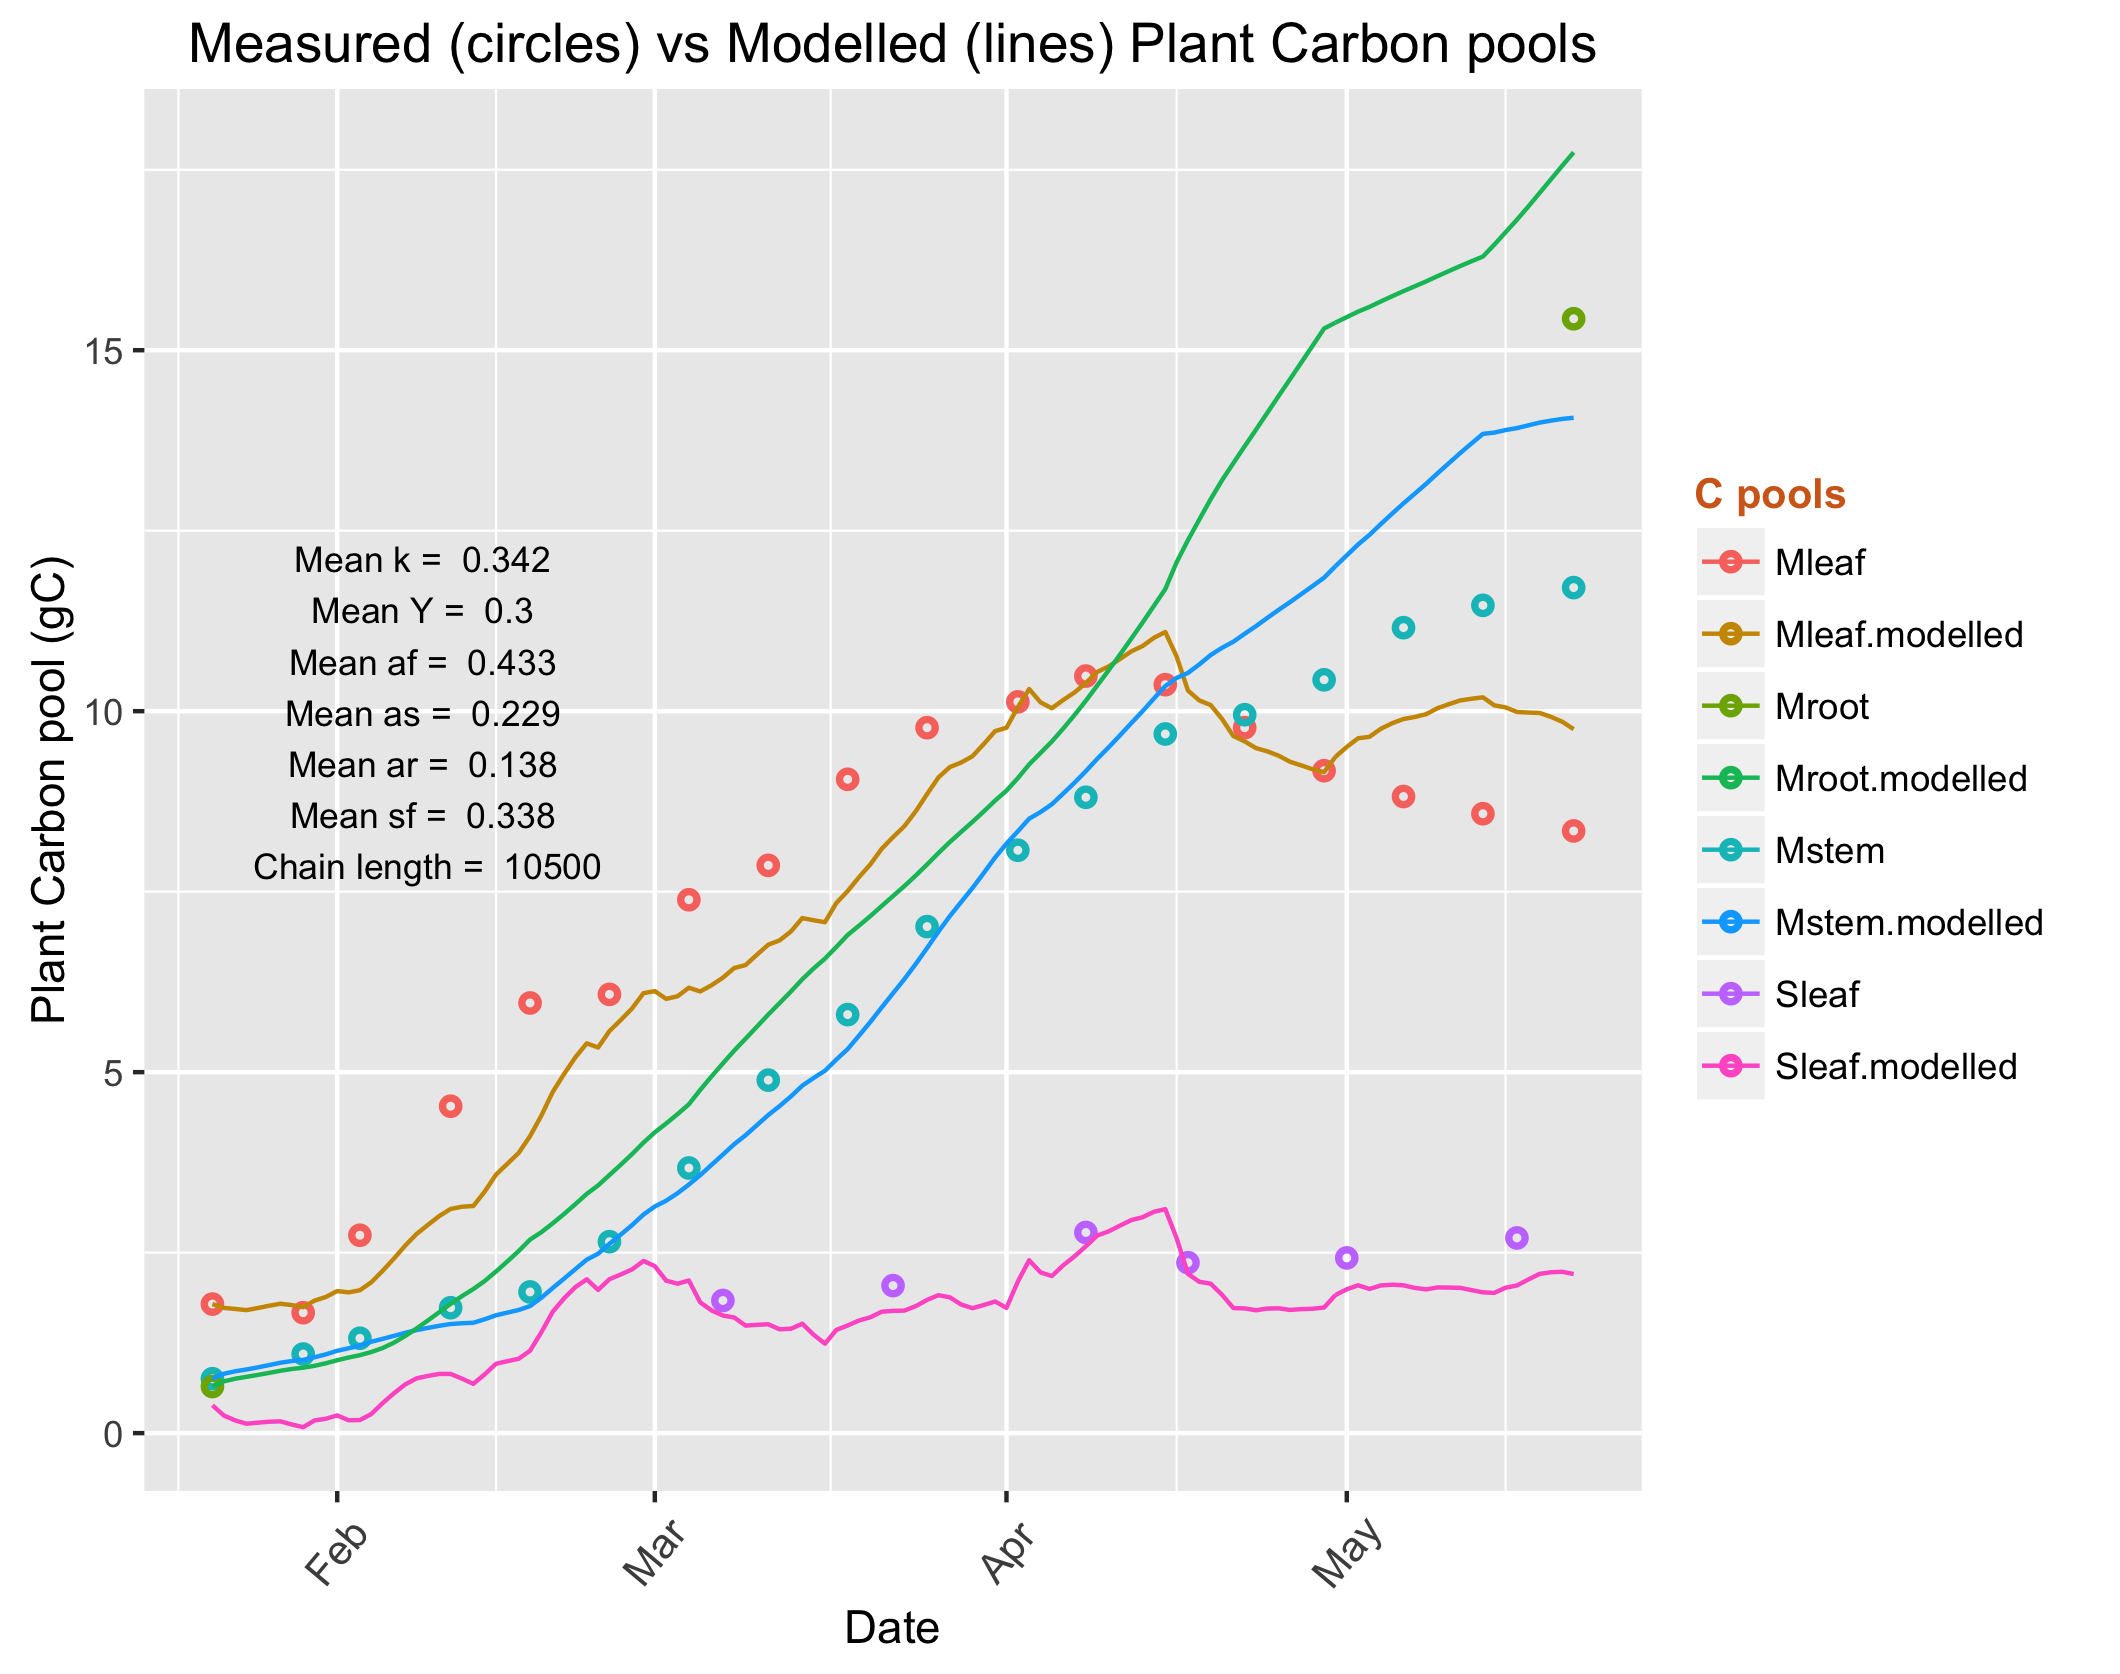 Measured (circles) vs Modelled (lines) Plant Carbon pools
Plant Carbon pool (gC)
15
10
5
0
Mean k = 0.342
Mean Y = 0.3
Mean af = 0.433
Mean as = 0.229
Mean ar = 0.138
Mean sf = 0.338
Chain length = 10500
Feb
Mar
Apr
May
Date
C pools
Mleaf
Mleaf.modelled
Mroot
Mroot.modelled
Mstem
Mstem.modelled
Sleaf
Sleaf.modelled